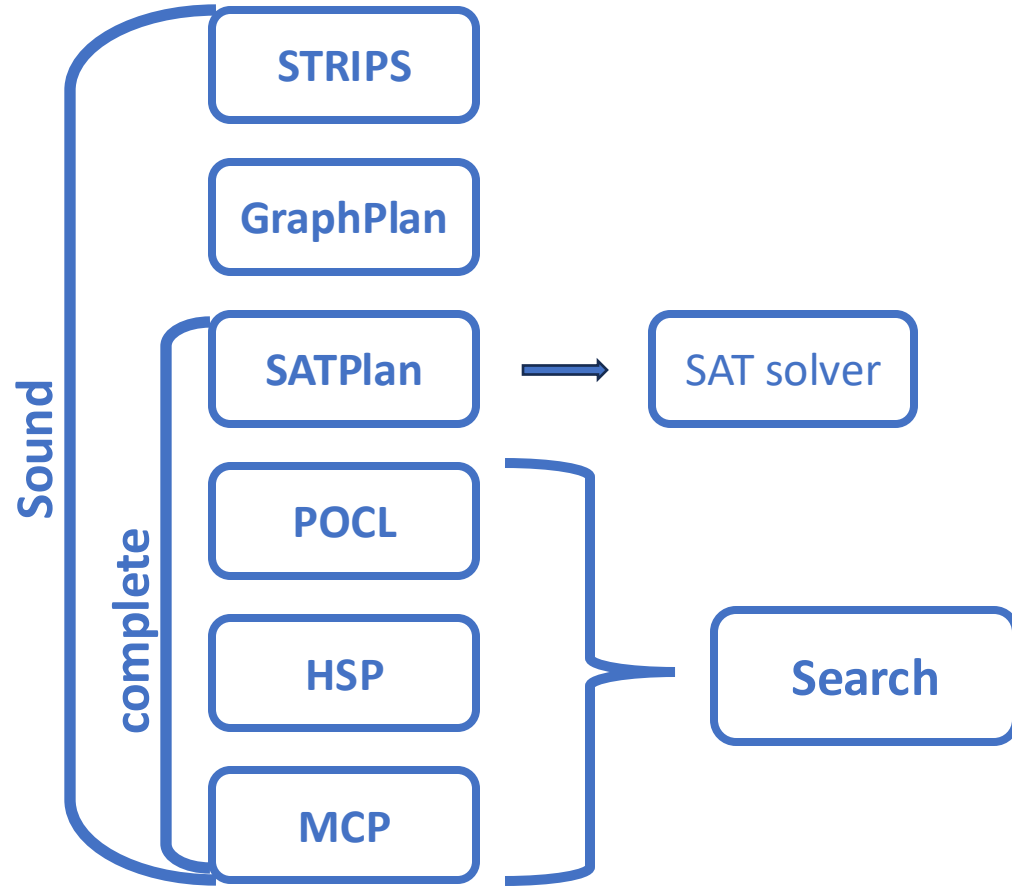 STRIPS
GraphPlan
SATPlan
SAT solver
Sound
POCL
complete
HSP
Search
MCP